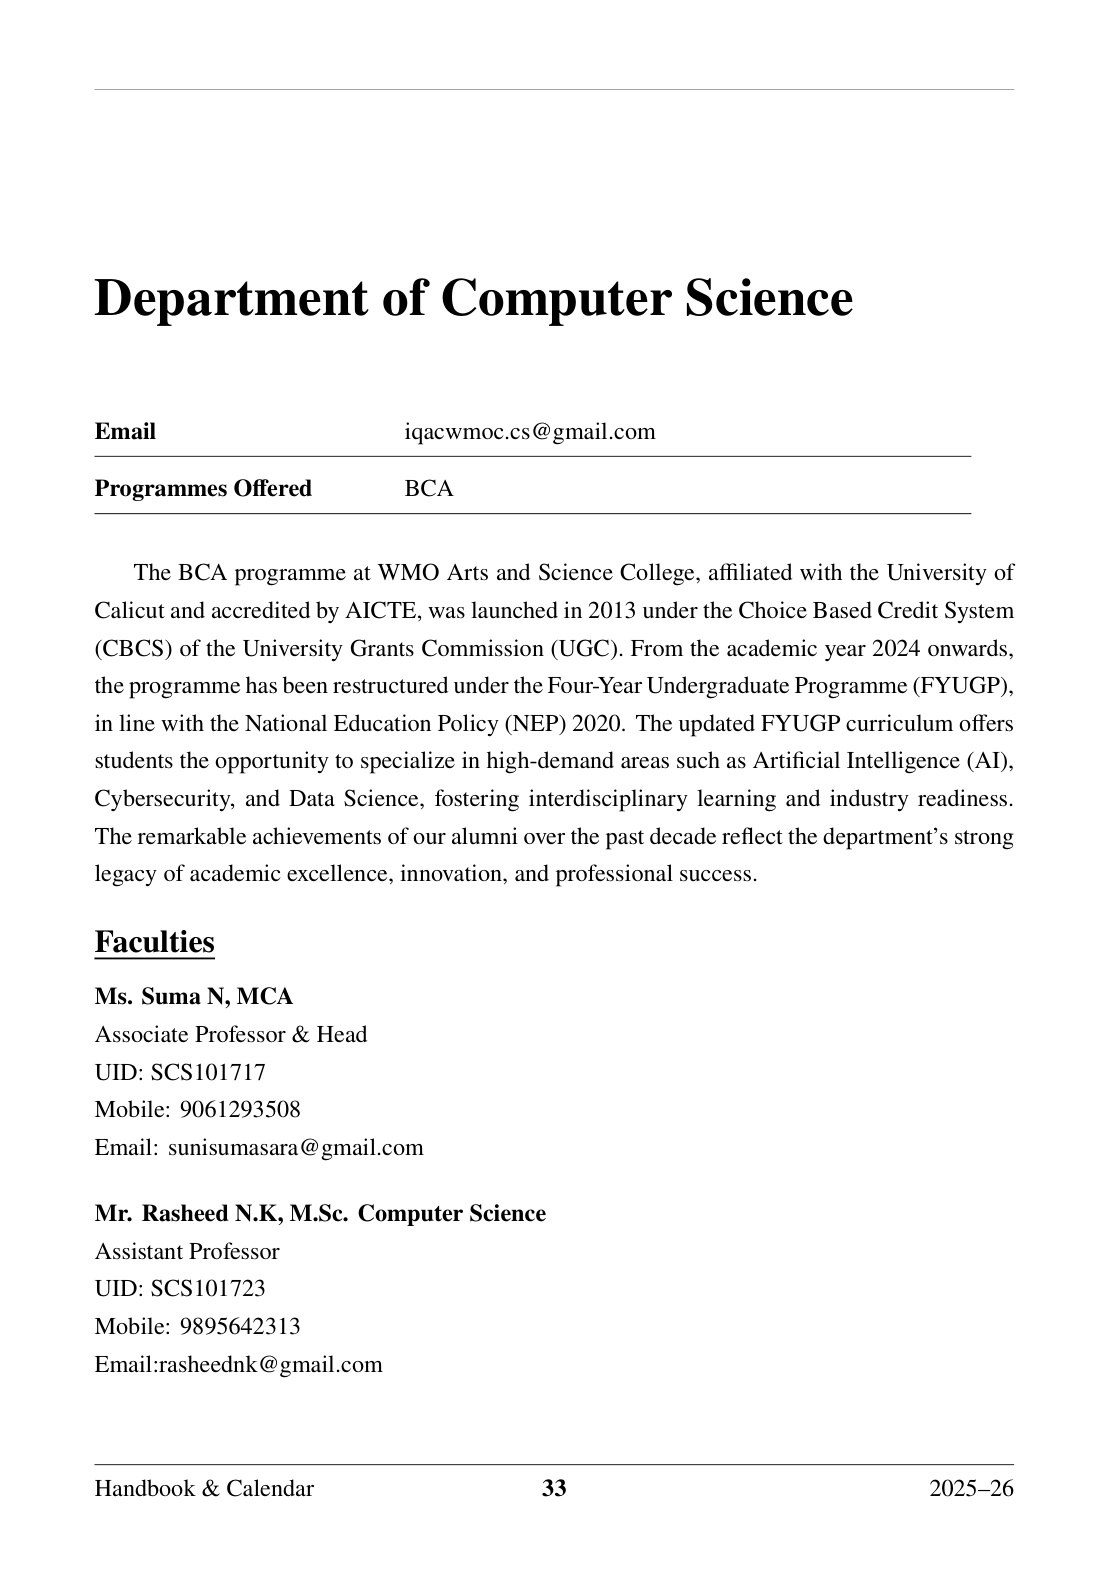 Department of Computer Science
Email iqacwmoc.cs@gmail.com
Programmes Offered BCA
The BCA programme at WMO Arts and Science College, affiliated with the University of
Calicut and accredited by AICTE, was launched in 2013 under the Choice Based Credit System
(CBCS) of the University Grants Commission (UGC). From the academic year 2024 onwards,
the programme has been restructured under the Four-Year Undergraduate Programme (FYUGP),
in line with the National Education Policy (NEP) 2020. The updated FYUGP curriculum offers
students the opportunity to specialize in high-demand areas such as Artificial Intelligence (AI),
Cybersecurity, and Data Science, fostering interdisciplinary learning and industry readiness.
The remarkable achievements of our alumni over the past decade reflect the department’s strong
legacy of academic excellence, innovation, and professional success.
Faculties
Ms. Suma N, MCA
Associate Professor & Head
UID: SCS101717
Mobile: 9061293508
Email: sunisumasara@gmail.com
Mr. Rasheed N.K, M.Sc. Computer Science
Assistant Professor
UID: SCS101723
Mobile: 9895642313
Email:rasheednk@gmail.com
Handbook & Calendar 33 2025–26